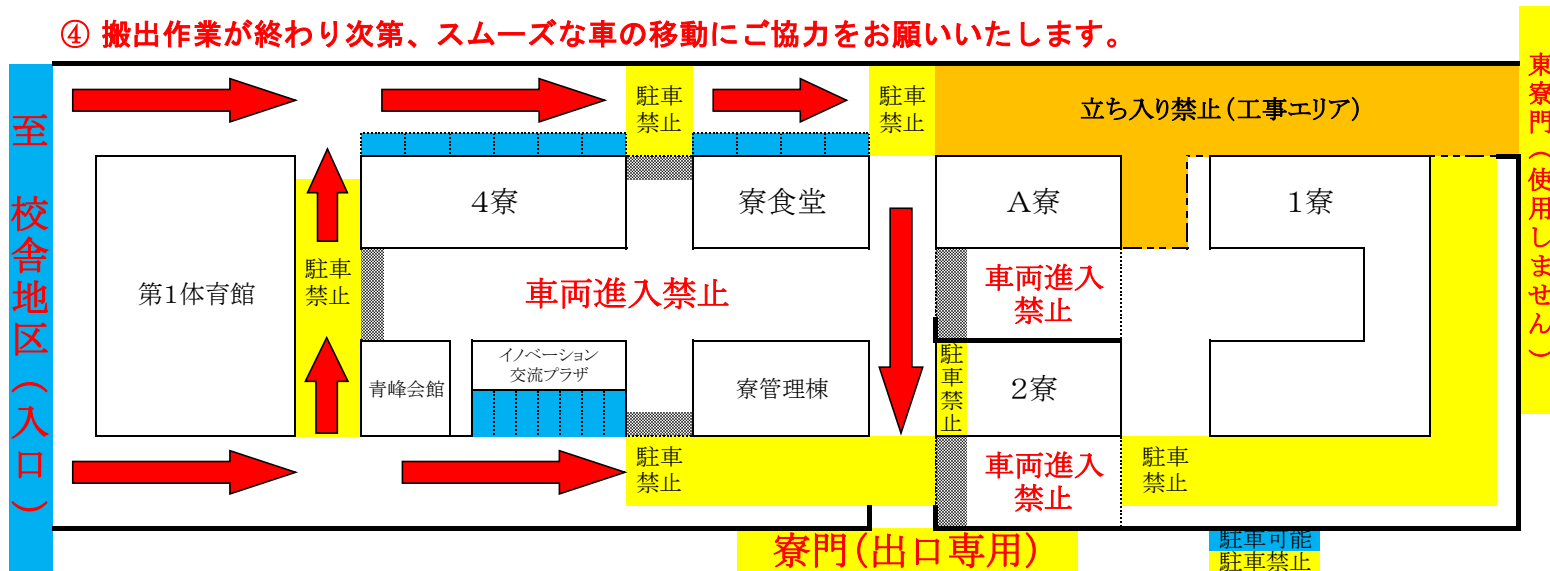 ④ 搬出作業が終わり次第、スムーズな車の移動にご協力をお願いいたします。
至 校舎地区(入口)
駐車
禁止
駐車
禁止
立ち入り禁止(工事エリア)
東寮門(使用しません)
4寮
寮食堂
A寮
1寮
第1体育館
駐車
禁止
車両進入禁止
車両進入
禁止
青峰会館
イノベーション
交流プラザ
寮管理棟
駐車禁止
2寮
駐車
禁止
車両進入
禁止
駐車
禁止
寮門(出口専用)
駐車可能
駐車禁止